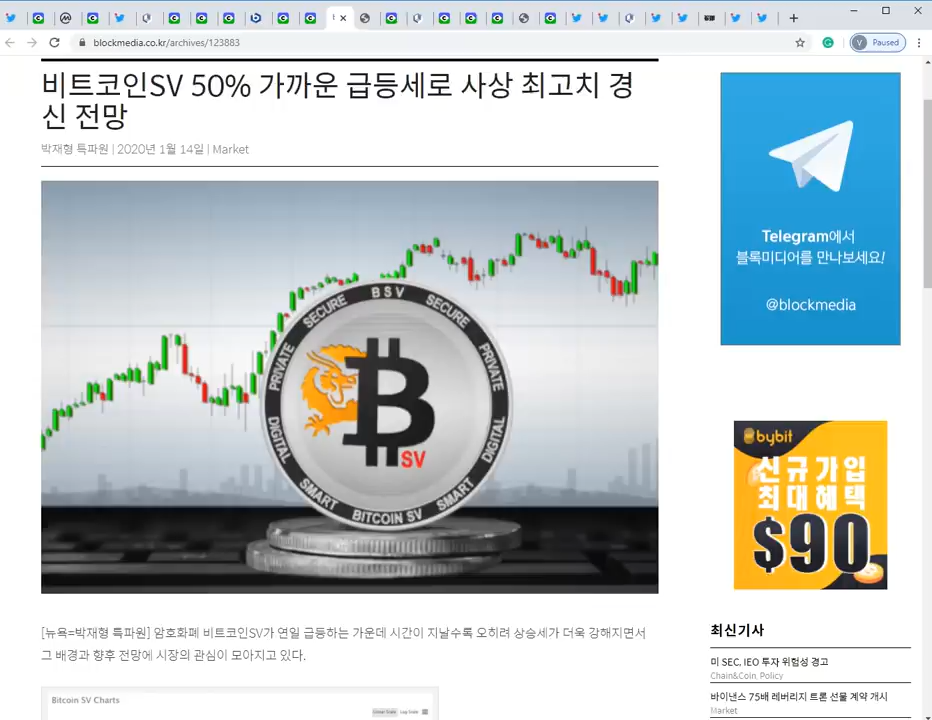 blockmedia.co.kr/archives/123883
V Paused
비트코인SV 50% 가까운 급등세로 사상 최고치 경
신 전망
박재형 특파원 | 2020년 1월 14일 | Market
BSV SECURE PRIVATE DIGITAL SMART BITCOIN SV SMART DIGITAL PRIVATE SECURE
B
SV
[뉴욕=박재형 특파원] 암호화폐 비트코인SV가 연일 급등하는 가운데 시간이 지날수록 오히려 상승세가 더욱 강해지면서
그 배경과 향후 전망에 시장의 관심이 모아지고 있다.
Bitcoin SV Charts
Linear Scale Log Scale
Telegram에서
블록미디어를 만나보세요!
@blockmedia
bybit
신규가입
최대혜택
$90
최신기사
미 SEC, IEO 투자 위험성 경고
Chain&Coin, Policy
바이낸스 75배 레버리지 트론 선물 계약 개시
Market